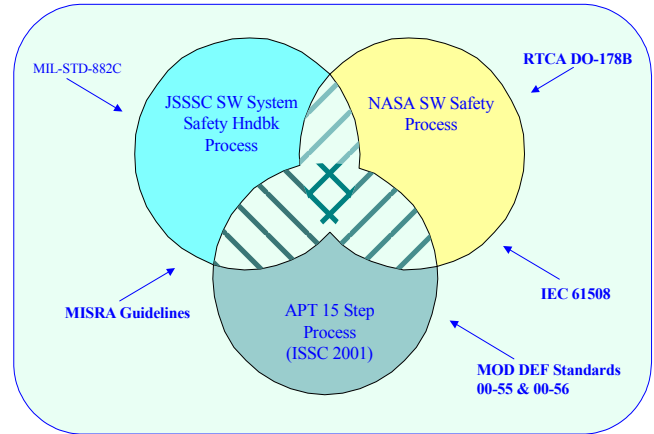 MIL-STD-882C
RTCA DO-178B
JSSSC SW System
Safety Hndbk
Process
NASA SW Safety
Process
MISRA Guidelines
IEC 61508
APT 15 Step
Process
(ISSC 2001)
MOD DEF Standards
00-55 & 00-56